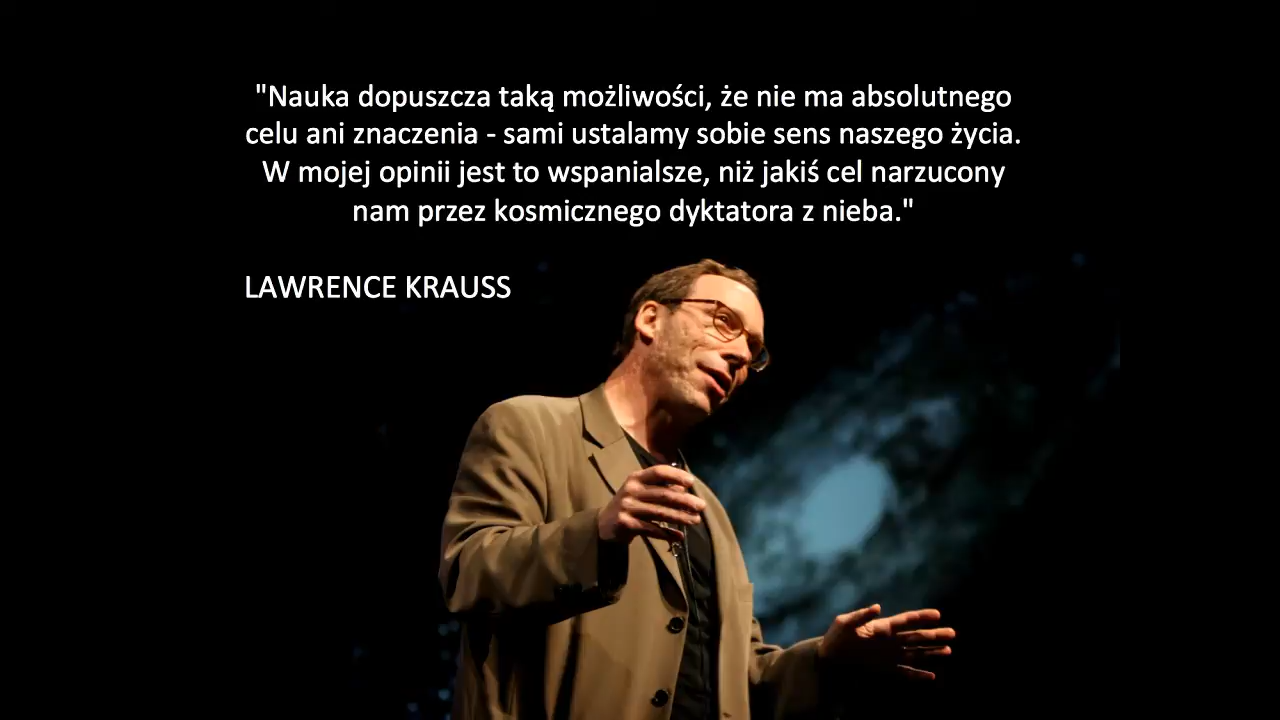 "Nauka dopuszcza taką możliwości, że nie ma absolutnego
celu ani znaczenia - sami ustalamy sobie sens naszego życia.
W mojej opinii jest to wspanialsze, niż jakiś cel narzucony
nam przez kosmicznego dyktatora z nieba."
LAWRENCE KRAUSS